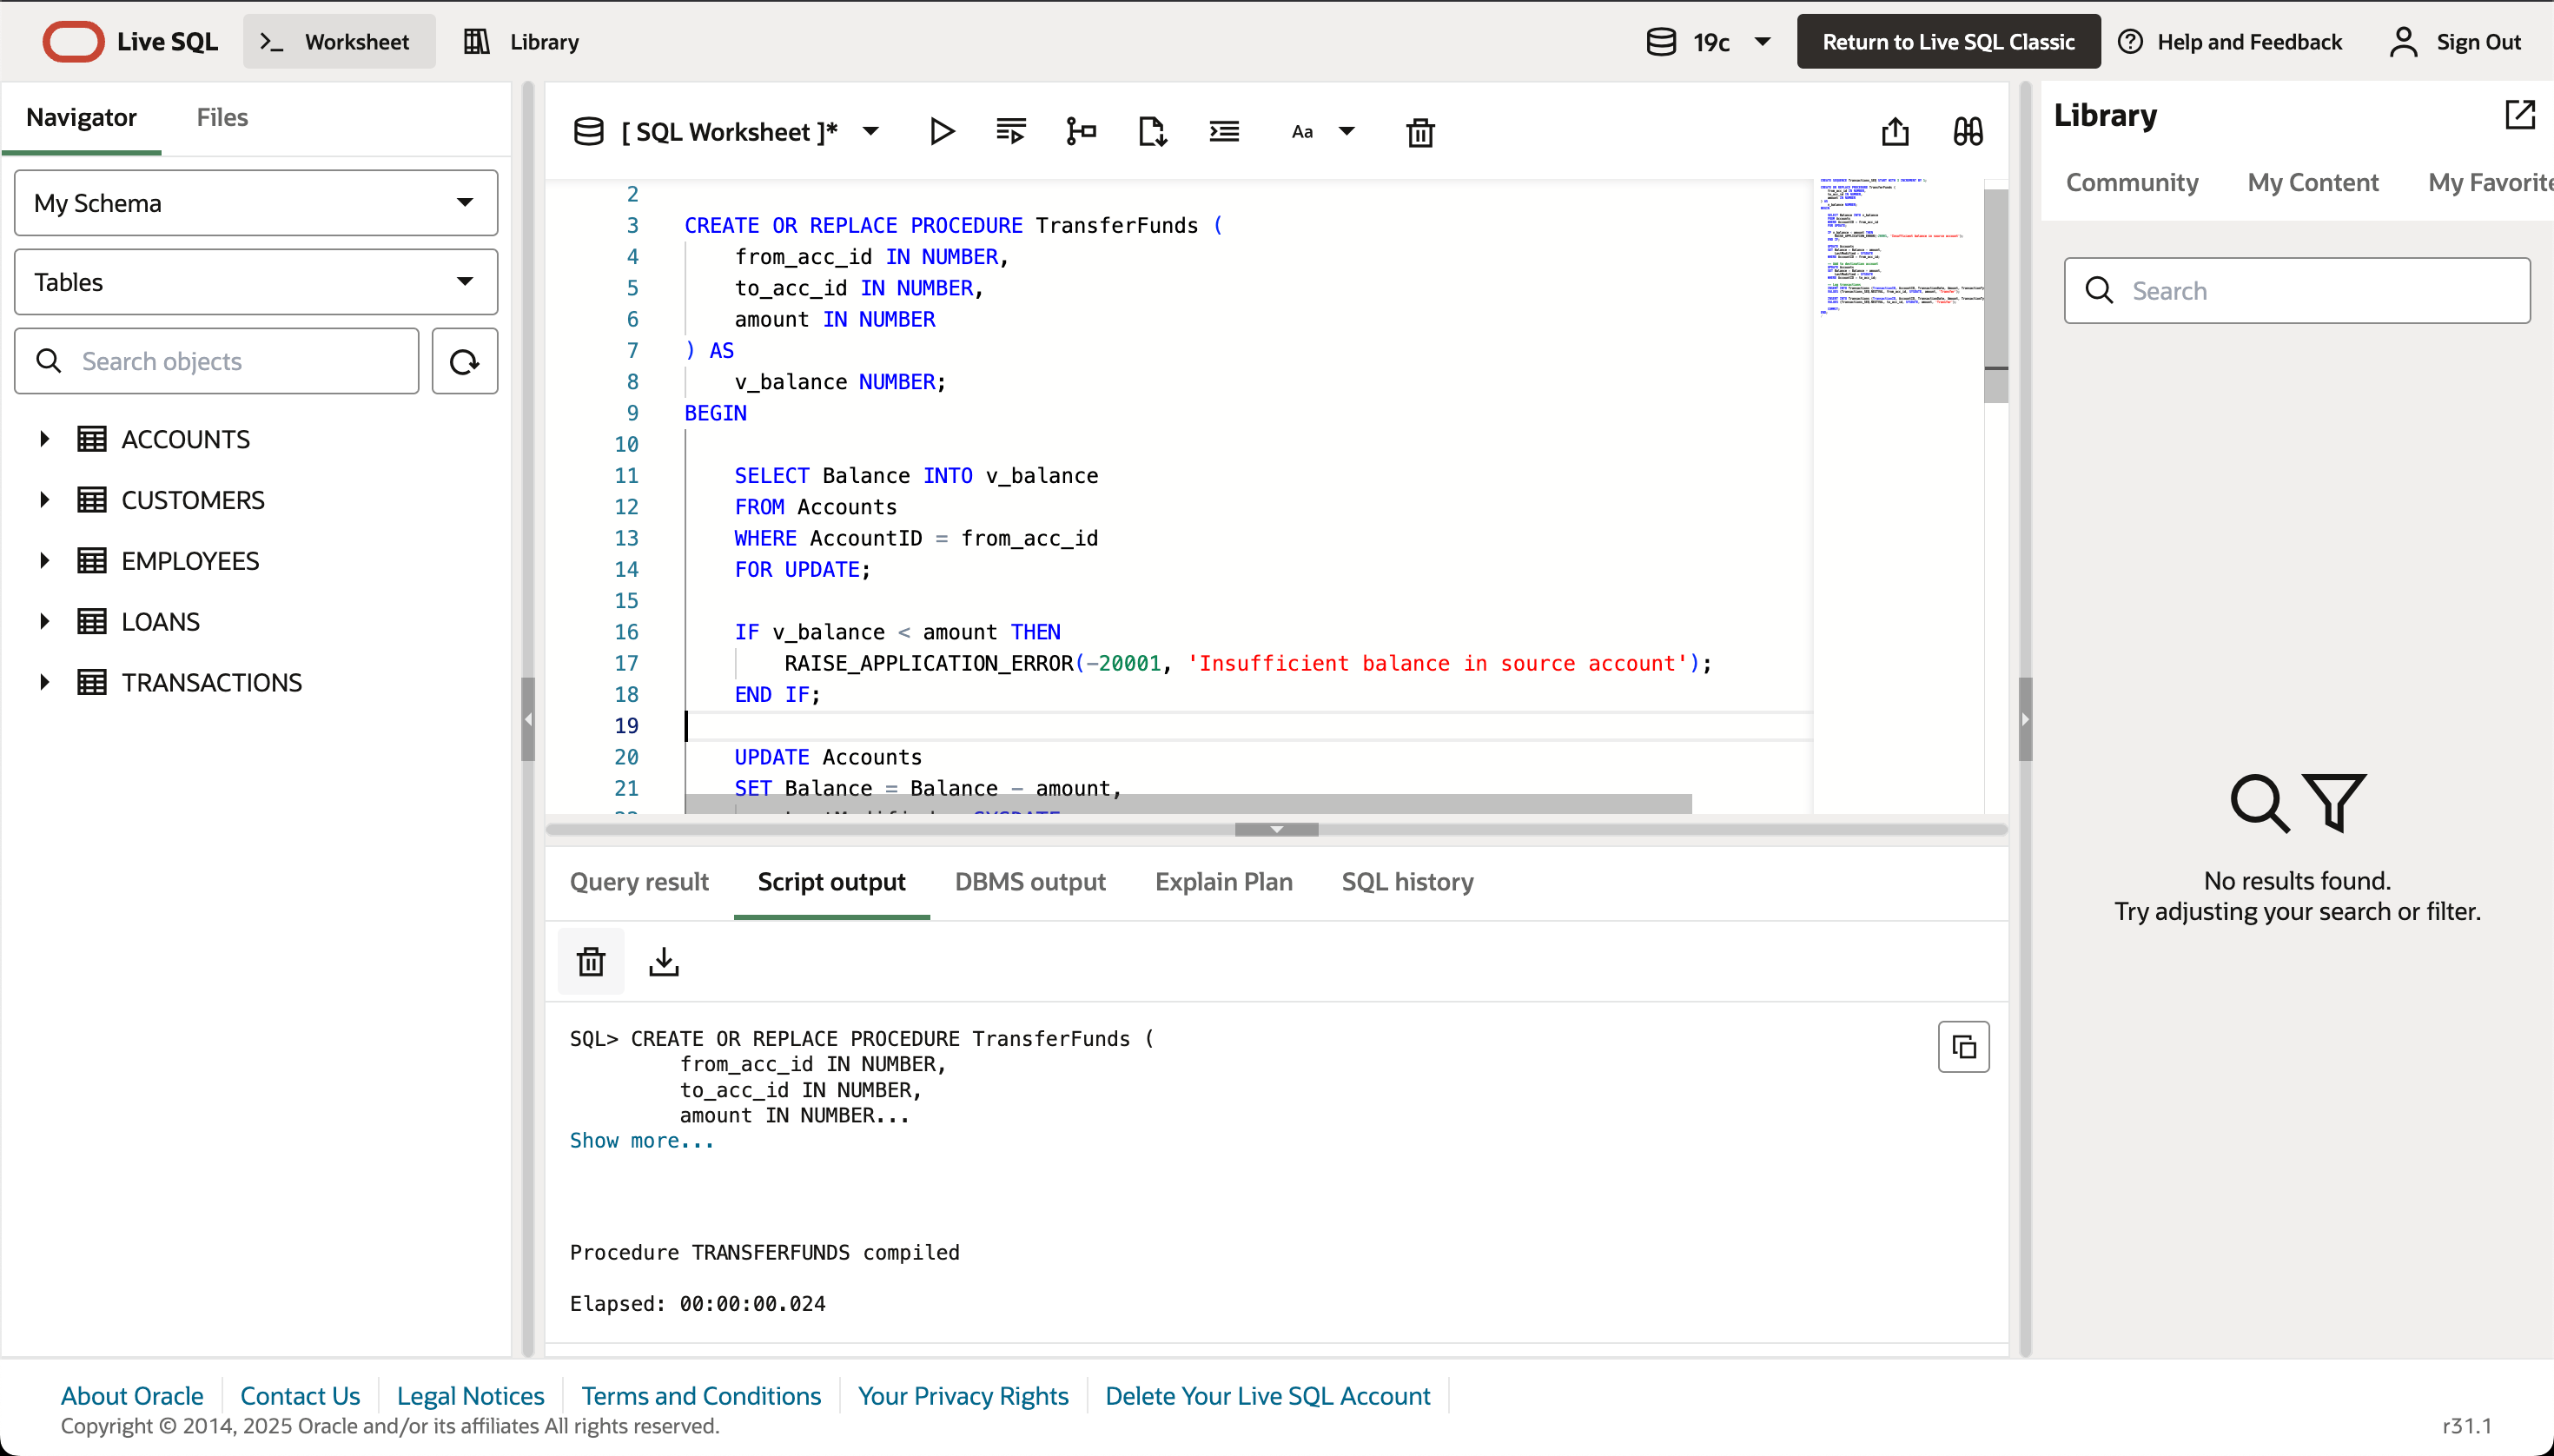 Live SQL
Worksheet
Library
19c
Return to Live SQL Classic
Help and Feedback
Sign Out
Navigator
Files
My Schema
Tables
Search objects
ACCOUNTS
CUSTOMERS
EMPLOYEES
LOANS
TRANSACTIONS
[ SQL Worksheet ]*
Aa
2
3 CREATE OR REPLACE PROCEDURE TransferFunds (
4 from_acc_id IN NUMBER,
5 to_acc_id IN NUMBER,
6 amount IN NUMBER
7 ) AS
8 v_balance NUMBER;
9 BEGIN
10
11 SELECT Balance INTO v_balance
12 FROM Accounts
13 WHERE AccountID = from_acc_id
14 FOR UPDATE;
15
16 IF v_balance < amount THEN
17 RAISE_APPLICATION_ERROR(-20001, 'Insufficient balance in source account');
18 END IF;
19
20 UPDATE Accounts
21 SET Balance = Balance - amount,
Query result
Script output
DBMS output
Explain Plan
SQL history
SQL> CREATE OR REPLACE PROCEDURE TransferFunds (
from_acc_id IN NUMBER,
to_acc_id IN NUMBER,
amount IN NUMBER...
Show more...
Procedure TRANSFERFUNDS compiled
Elapsed: 00:00:00.024
Library
Community
My Content
My Favorite
Search
No results found.
Try adjusting your search or filter.
About Oracle
Contact Us
Legal Notices
Terms and Conditions
Your Privacy Rights
Delete Your Live SQL Account
Copyright © 2014, 2025 Oracle and/or its affiliates All rights reserved.
r31.1